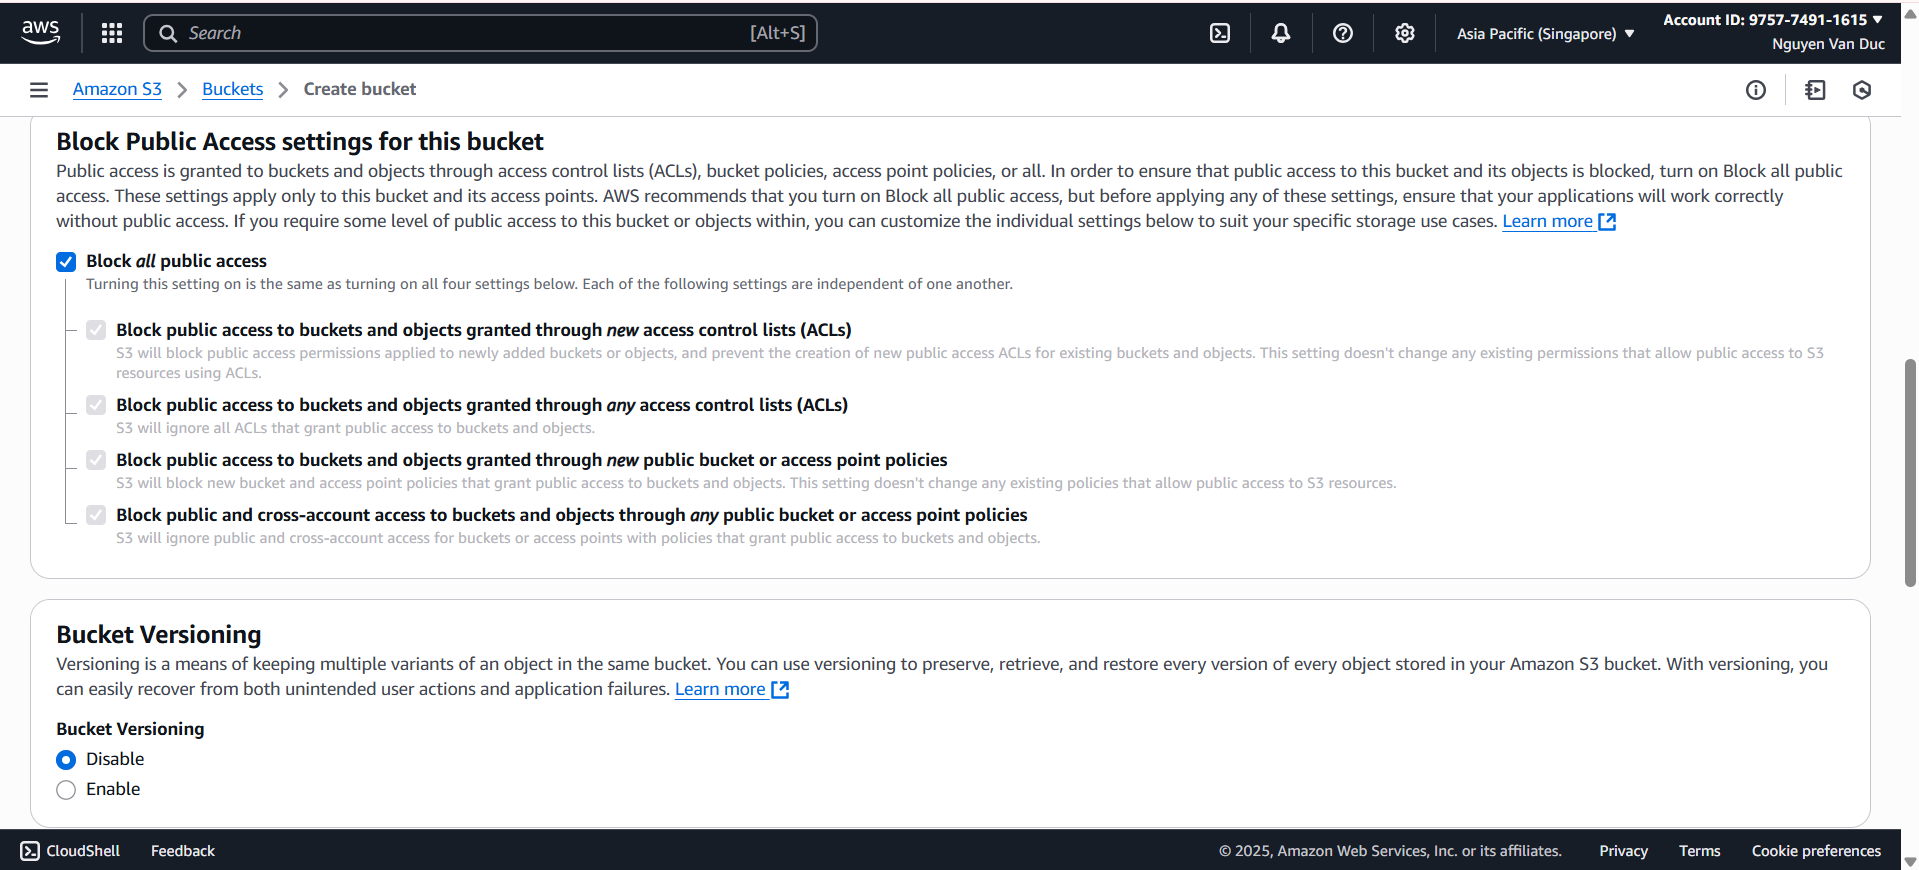 aws
Search [Alt+S]
Asia Pacific (Singapore)
Account ID: 9757-7491-1615
Nguyen Van Duc
Amazon S3 > Buckets > Create bucket
Block Public Access settings for this bucket
Public access is granted to buckets and objects through access control lists (ACLs), bucket policies, access point policies, or all. In order to ensure that public access to this bucket and its objects is blocked, turn on Block all public
access. These settings apply only to this bucket and its access points. AWS recommends that you turn on Block all public access, but before applying any of these settings, ensure that your applications will work correctly
without public access. If you require some level of public access to this bucket or objects within, you can customize the individual settings below to suit your specific storage use cases. Learn more
Block all public access
Turning this setting on is the same as turning on all four settings below. Each of the following settings are independent of one another.
Block public access to buckets and objects granted through new access control lists (ACLs)
S3 will block public access permissions applied to newly added buckets or objects, and prevent the creation of new public access ACLs for existing buckets and objects. This setting doesn't change any existing permissions that allow public access to S3
resources using ACLs.
Block public access to buckets and objects granted through any access control lists (ACLs)
S3 will ignore all ACLs that grant public access to buckets and objects.
Block public access to buckets and objects granted through new public bucket or access point policies
S3 will block new bucket and access point policies that grant public access to buckets and objects. This setting doesn't change any existing policies that allow public access to S3 resources.
Block public and cross-account access to buckets and objects through any public bucket or access point policies
S3 will ignore public and cross-account access for buckets or access points with policies that grant public access to buckets and objects.
Bucket Versioning
Versioning is a means of keeping multiple variants of an object in the same bucket. You can use versioning to preserve, retrieve, and restore every version of every object stored in your Amazon S3 bucket. With versioning, you
can easily recover from both unintended user actions and application failures. Learn more
Bucket Versioning
Disable
Enable
CloudShell Feedback © 2025, Amazon Web Services, Inc. or its affiliates. Privacy Terms Cookie preferences